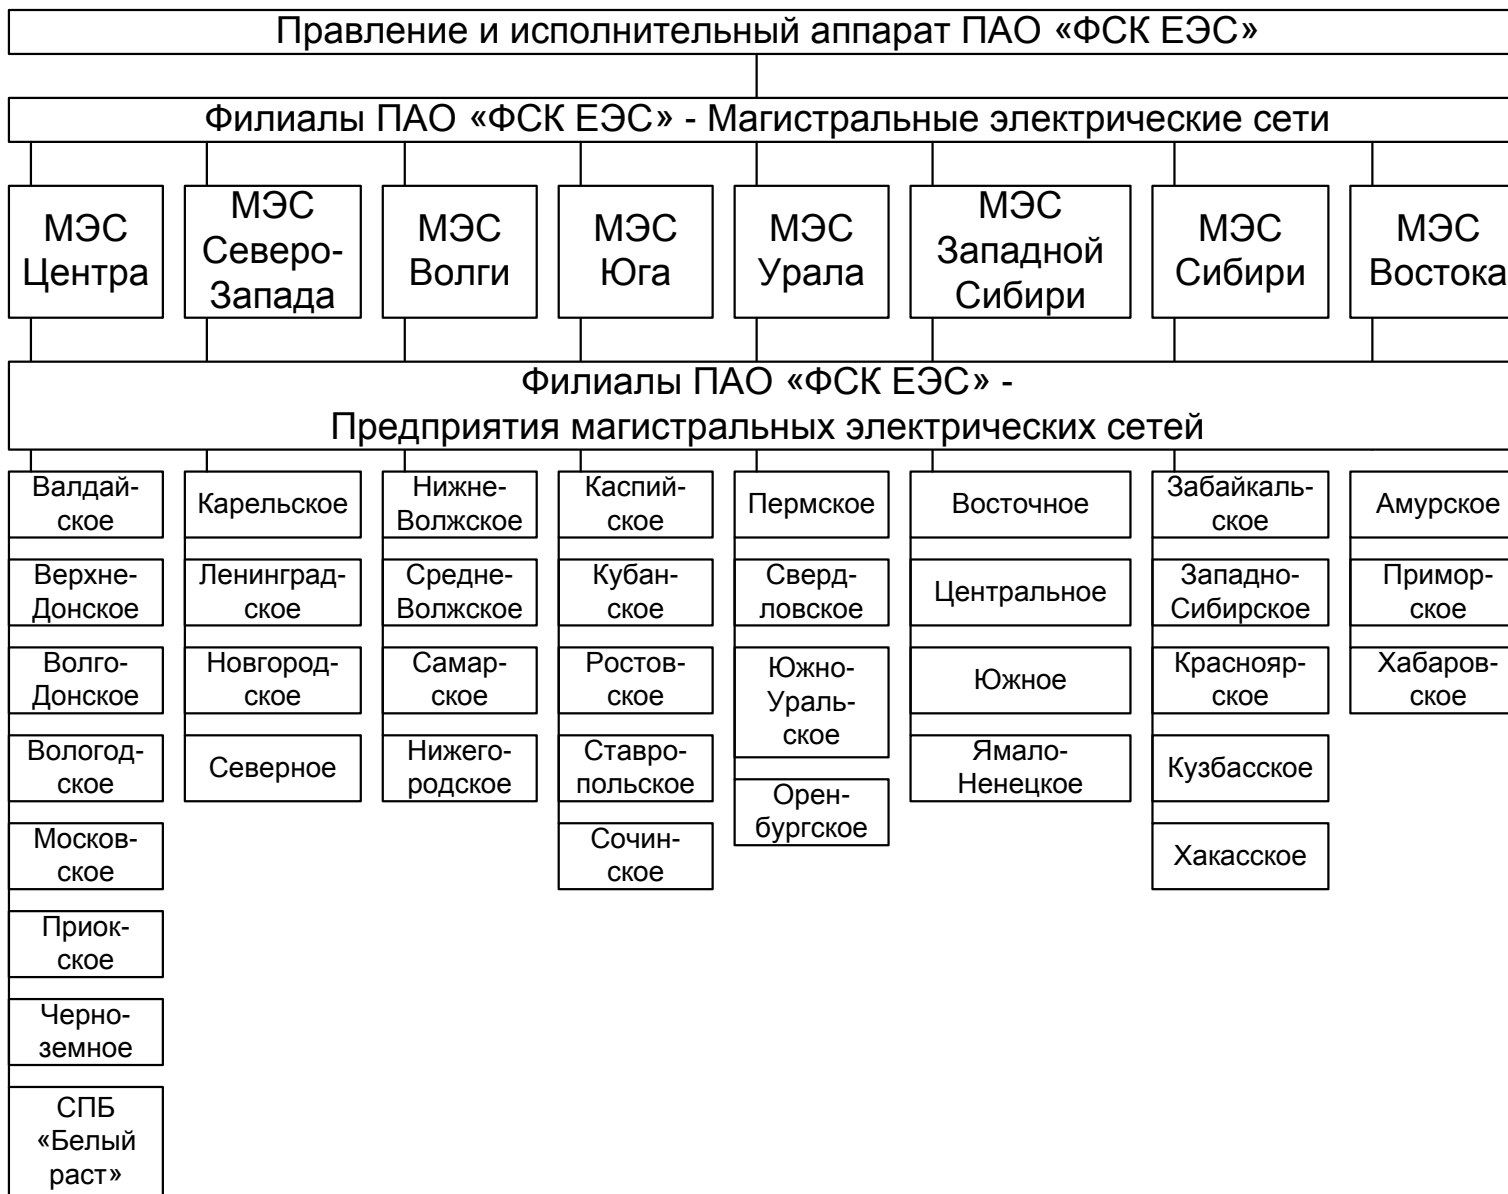 Правление и исполнительный аппарат ПАО «ФСК ЕЭС»
Филиалы ПАО «ФСК ЕЭС» - Магистральные электрические сети
МЭС
Центра
МЭС
Северо-
Запада
МЭС
Волги
МЭС
Юга
МЭС
Урала
МЭС
Западной
Сибири
МЭС
Сибири
МЭС
Востока
Филиалы ПАО «ФСК ЕЭС» -
Предприятия магистральных электрических сетей
Валдай-
ское
Верхне-
Донское
Волго-
Донское
Вологод-
ское
Москов-
ское
Приок-
ское
Черно-
земное
СПБ
«Белый
раст»
Карельское
Ленинград-
ское
Новгород-
ское
Северное
Нижне-
Волжское
Средне-
Волжское
Самар-
ское
Нижего-
родское
Каспий-
ское
Кубан-
ское
Ростов-
ское
Ставро-
польское
Сочин-
ское
Пермское
Сверд-
ловское
Южно-
Ураль-
ское
Орен-
бургское
Восточное
Центральное
Южное
Ямало-
Ненецкое
Забайкаль-
ское
Западно-
Сибирское
Краснояр-
ское
Кузбасское
Хакасское
Амурское
Примор-
ское
Хабаров-
ское